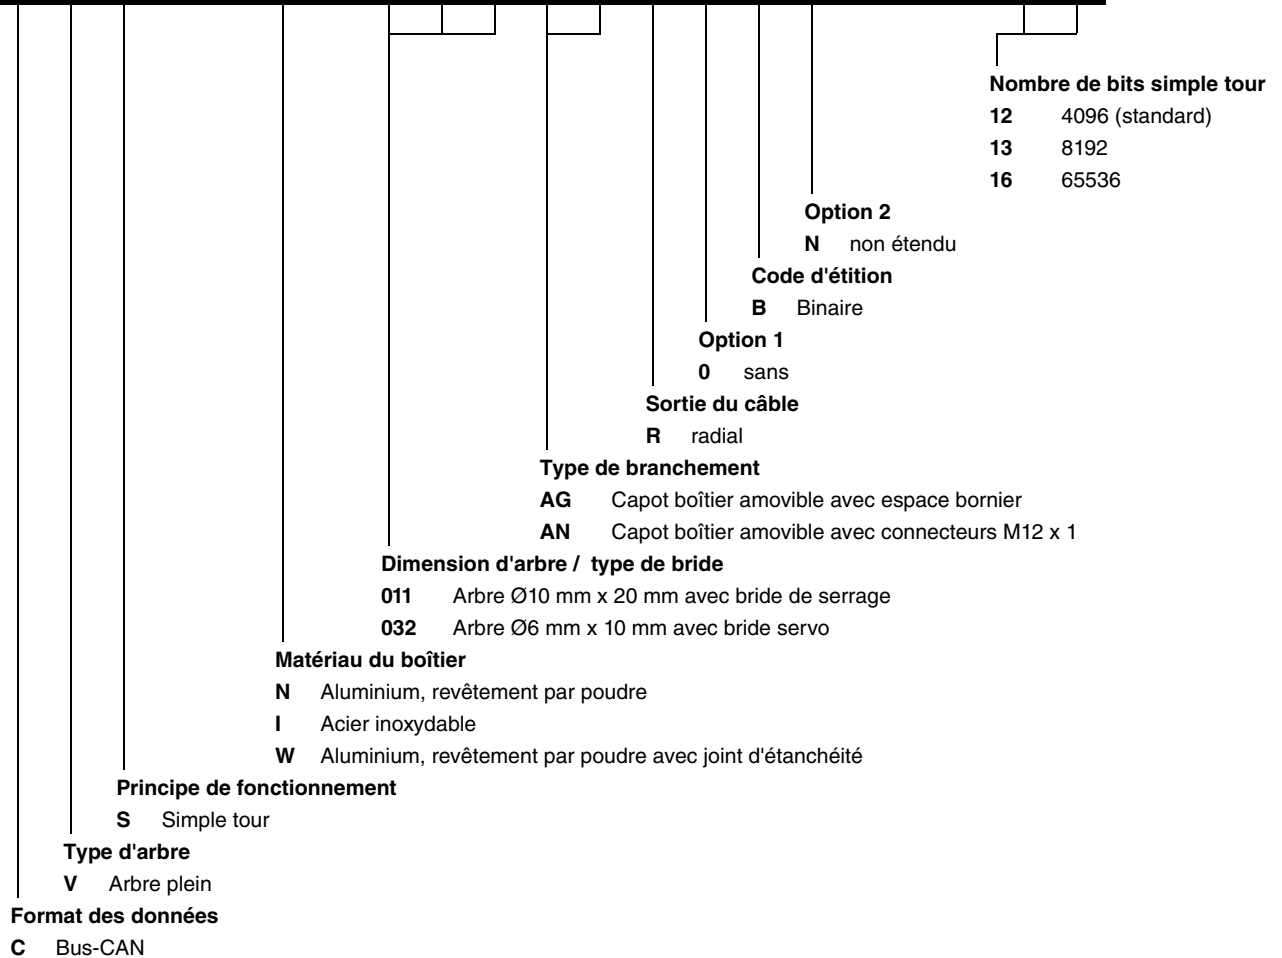 Nombre de bits simple tour
12 4096 (standard)
13 8192
16 65536
Option 2
N non étendu
Code d'étition
B Binaire
Option 1
0 sans
Sortie du câble
R radial
Type de branchement
AG Capot boîtier amovible avec espace bornier
AN Capot boîtier amovible avec connecteurs M12 x 1
Dimension d'arbre / type de bride
011 Arbre Ø10 mm x 20 mm avec bride de serrage
032 Arbre Ø6 mm x 10 mm avec bride servo
Matériau du boîtier
N Aluminium, revêtement par poudre
I Acier inoxydable
W Aluminium, revêtement par poudre avec joint d'étanchéité
Principe de fonctionnement
S Simple tour
Type d'arbre
V Arbre plein
Format des données
C Bus-CAN